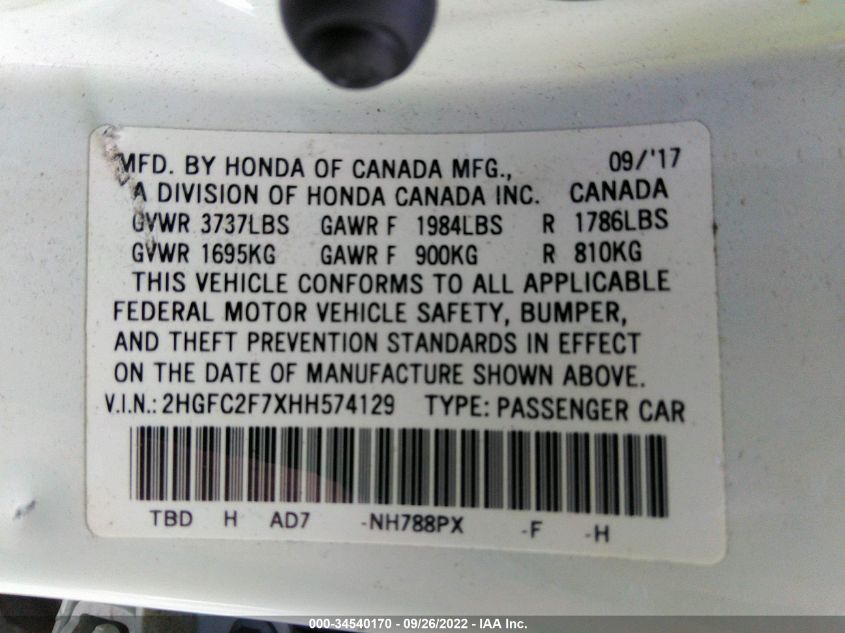 MFD. BY HONDA OF CANADA MFG., 09/'17
A DIVISION OF HONDA CANADA INC. CANADA
GVWR 3737LBS GAWR F 1984LBS R 1786LBS
GVWR 1695KG GAWR F 900KG R 810KG
THIS VEHICLE CONFORMS TO ALL APPLICABLE
FEDERAL MOTOR VEHICLE SAFETY, BUMPER,
AND THEFT PREVENTION STANDARDS IN EFFECT
ON THE DATE OF MANUFACTURE SHOWN ABOVE.
V.I.N.: 2HGFC2F7XHH574129 TYPE: PASSENGER CAR
TBD H AD7 -NH788PX -F -H
000-34540170 - 09/26/2022 - IAA Inc.